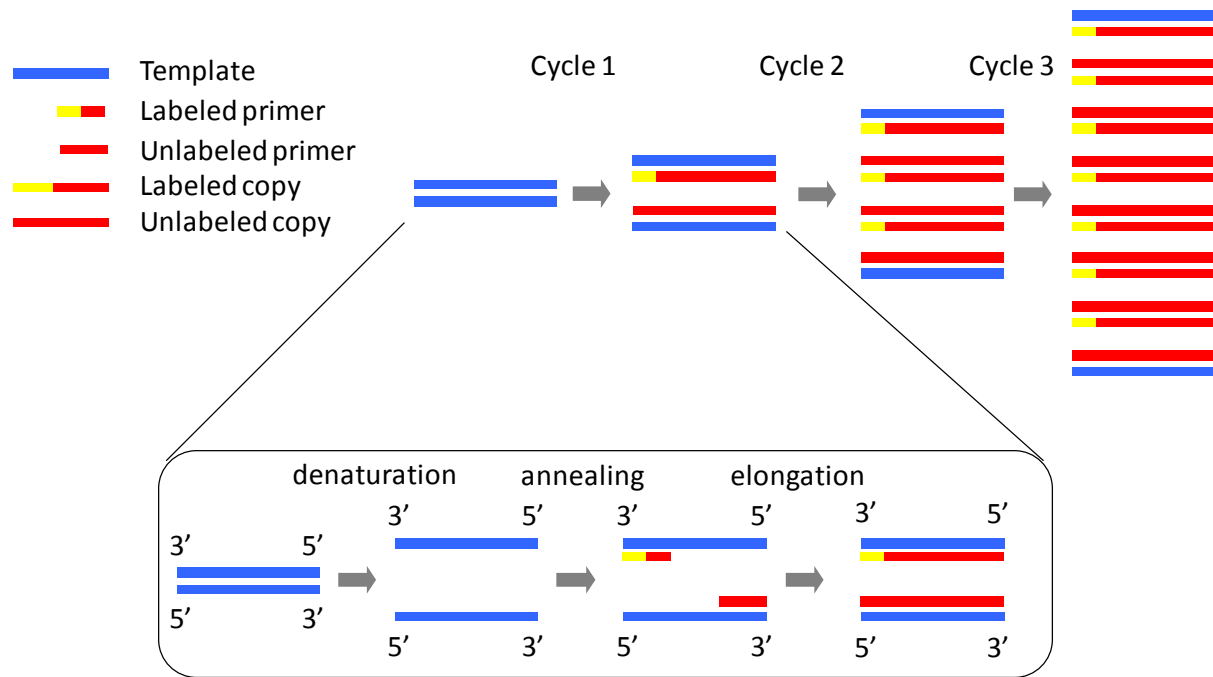 Template
Labeled primer
Unlabeled primer
Labeled copy
Unlabeled copy
Cycle 1
Cycle 2
Cycle 3
denaturation
annealing
elongation
3’ 5’
5’ 3’
3’ 5’
5’ 3’
3’ 5’
5’ 3’
3’ 5’
5’ 3’